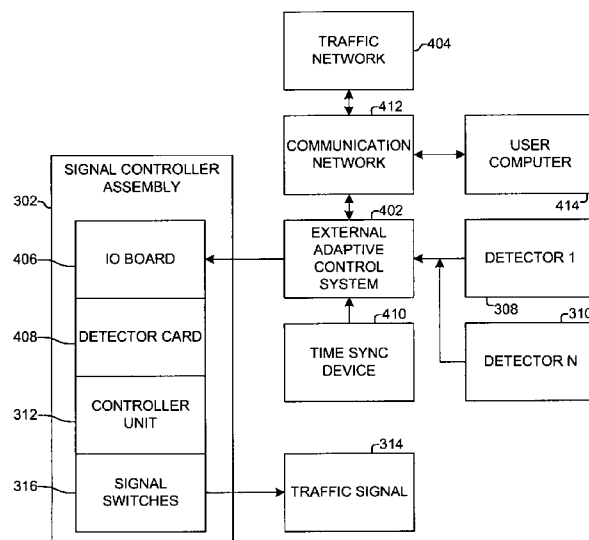 TRAFFIC
NETWORK
404
412
COMMUNICATION
NETWORK
USER
COMPUTER
414
SIGNAL CONTROLLER
ASSEMBLY
302
402
EXTERNAL
ADAPTIVE
CONTROL
SYSTEM
406
IO BOARD
DETECTOR 1
308
310
408
DETECTOR CARD
410
TIME SYNC
DEVICE
DETECTOR N
312
CONTROLLER
UNIT
314
316
SIGNAL
SWITCHES
TRAFFIC SIGNAL